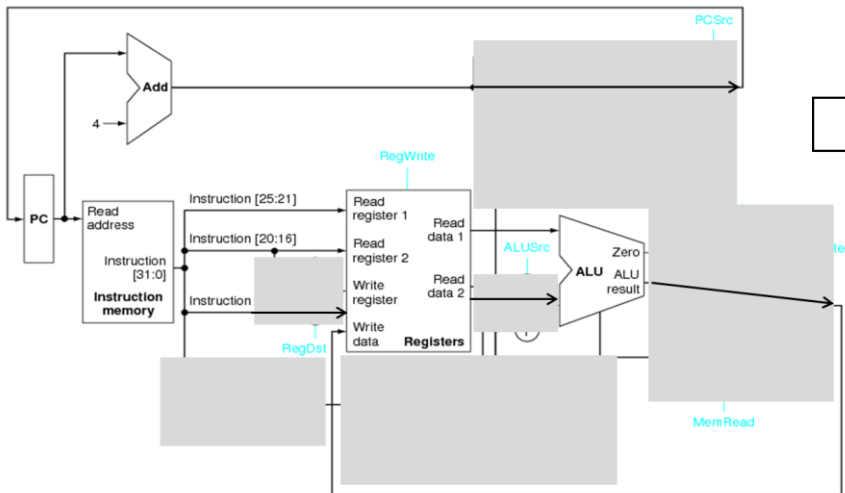 PCSrc
Add
4
RegWrite
PC
Read
address
Instruction
[31:0]
Instruction
memory
Instruction [25:21]
Instruction [20:16]
Instruction
RegDst
Read
register 1
Read
register 2
Write
register
Write
data
Read
data 1
Read
data 2
Registers
ALUSrc
Zero
ALU
ALU
result
Re
MemRead